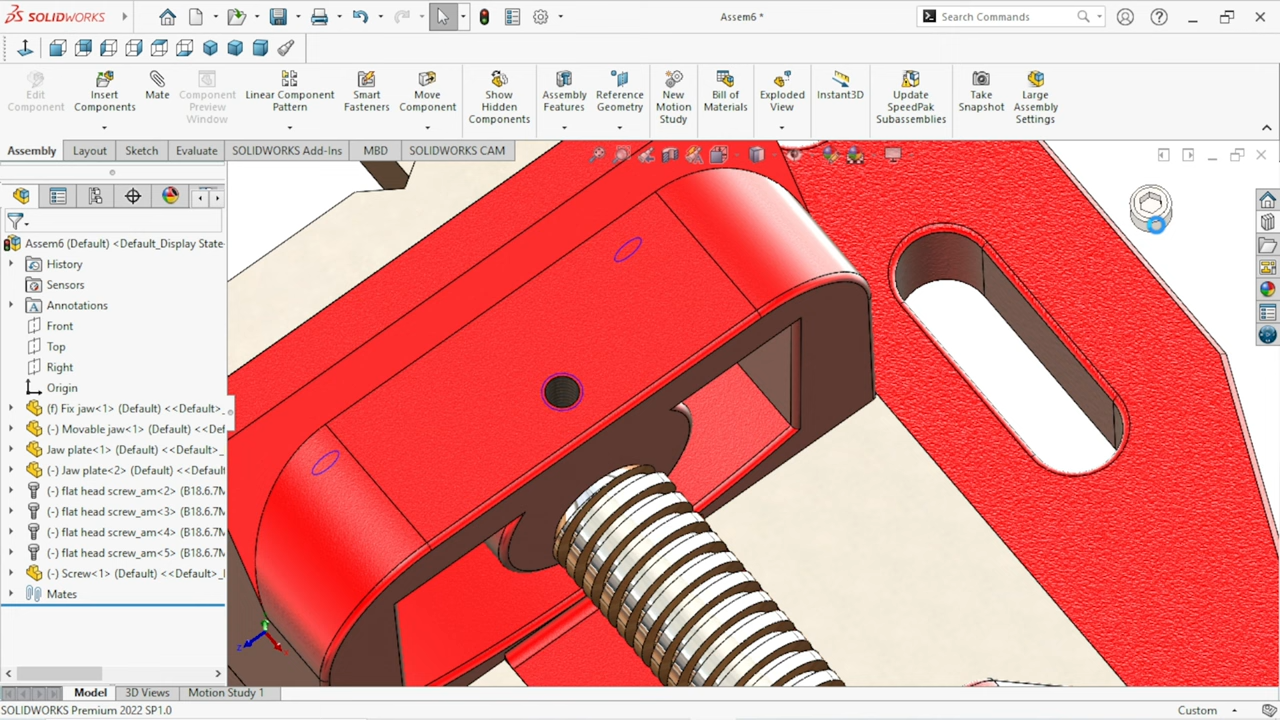 SOLIDWORKS
Assem6 *
Search Commands
Edit Component
Insert Components
Mate
Component Preview Window
Linear Component Pattern
Smart Fasteners
Move Component
Show Hidden Components
Assembly Features
Reference Geometry
New Motion Study
Bill of Materials
Exploded View
Instant3D
Update SpeedPak Subassemblies
Take Snapshot
Large Assembly Settings
Assembly
Layout
Sketch
Evaluate
SOLIDWORKS Add-Ins
MBD
SOLIDWORKS CAM
Assem6 (Default) <Default_Display State-
History
Sensors
Annotations
Front
Top
Right
Origin
(f) Fix jaw<1> (Default) <<Default>_
(-) Movable jaw<1> (Default) <<Def
Jaw plate<1> (Default) <<Default>_
(-) Jaw plate<2> (Default) <<Default
(-) flat head screw_am<2> (B18.6.7M
(-) flat head screw_am<3> (B18.6.7M
(-) flat head screw_am<4> (B18.6.7M
(-) flat head screw_am<5> (B18.6.7M
(-) Screw<1> (Default) <<Default>_
Mates
z
Model
3D Views
Motion Study 1
SOLIDWORKS Premium 2022 SP1.0
Custom